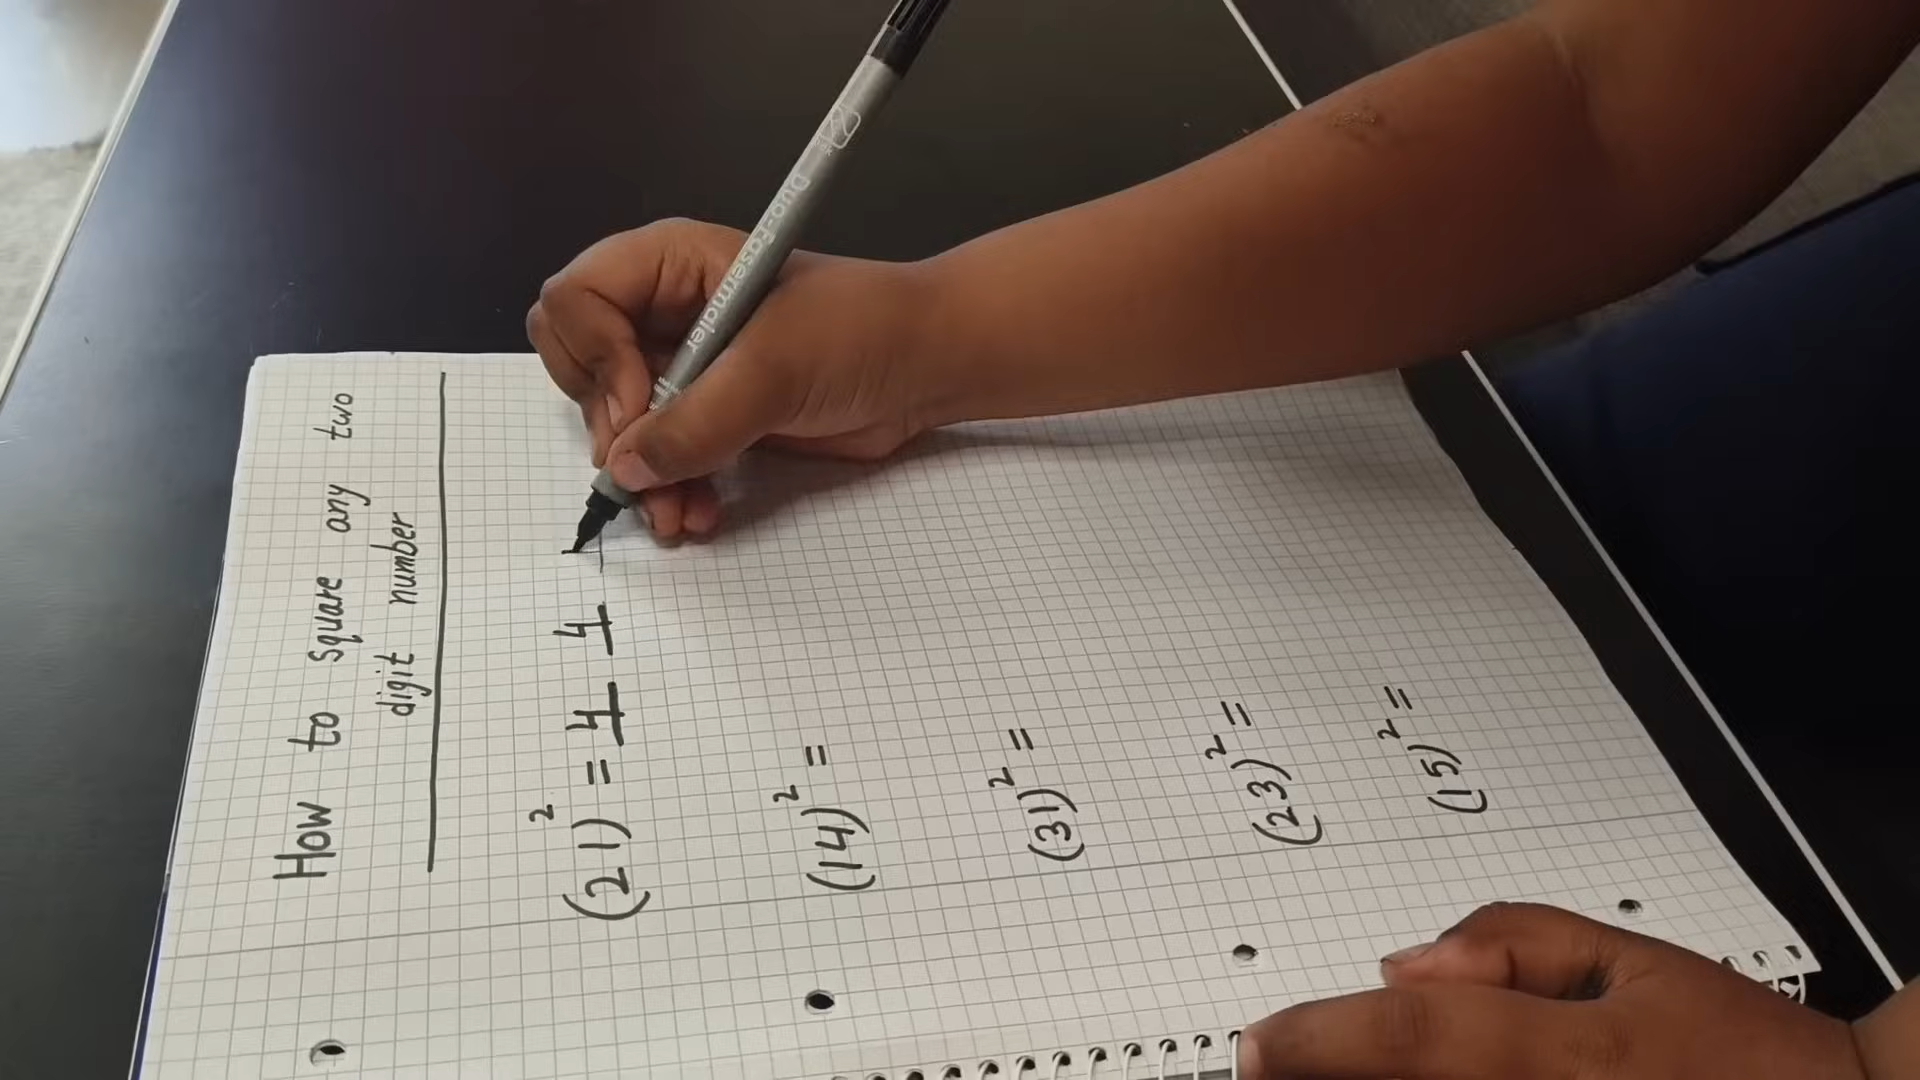 How to square any two
digit number
(21)² = 4 4
(14)² =
(31)² =
(23)² =
(15)² =
Duo-Fasermaler